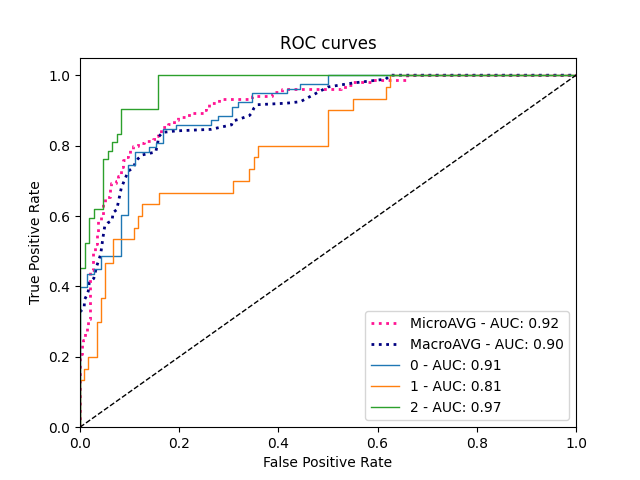 ROC curves
True Positive Rate
1.0
0.8
0.6
0.4
0.2
0.0
MicroAVG - AUC: 0.92
MacroAVG - AUC: 0.90
0 - AUC: 0.91
1 - AUC: 0.81
2 - AUC: 0.97
0.0 0.2 0.4 0.6 0.8 1.0
False Positive Rate